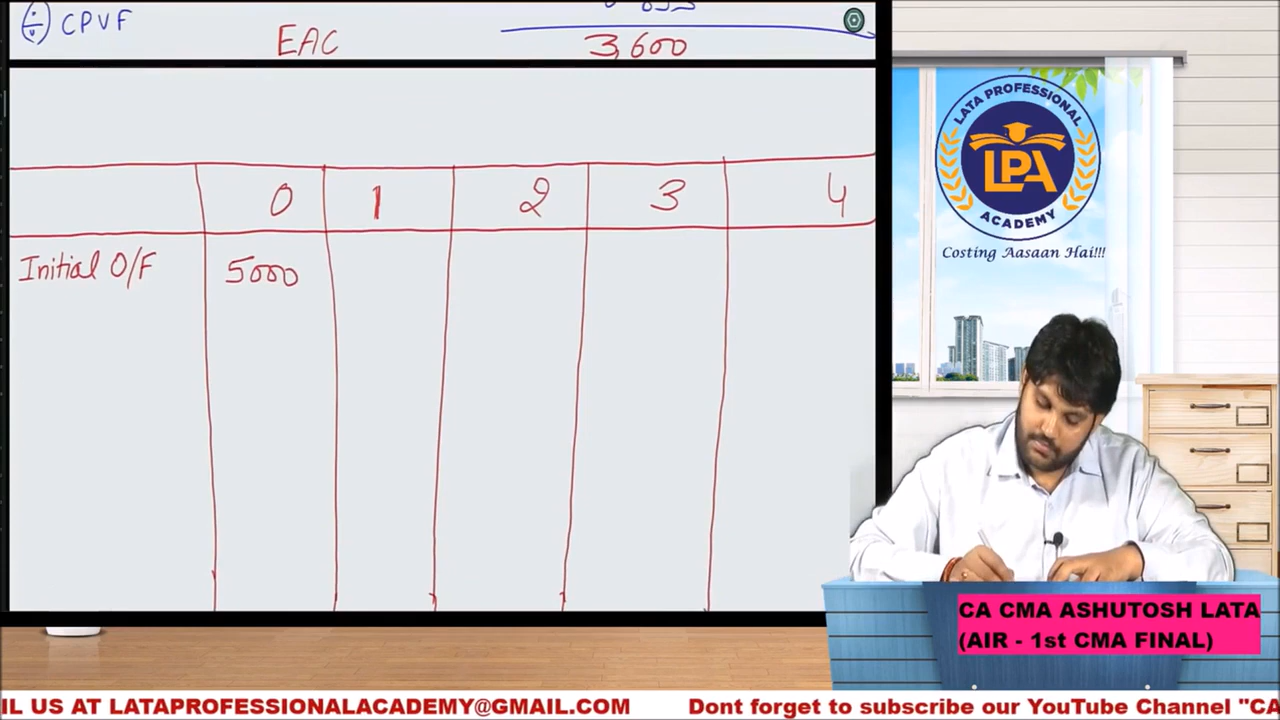 (÷) CPVF
EAC 3,600
0 1 2 3 4
Initial O/F 5000
LATA PROFESSIONAL
LPA
ACADEMY
Costing Aasaan Hai!!!
CA CMA ASHUTOSH LATA
(AIR - 1st CMA FINAL)
IL US AT LATAPROFESSIONALACADEMY@GMAIL.COM Dont forget to subscribe our YouTube Channel "CA